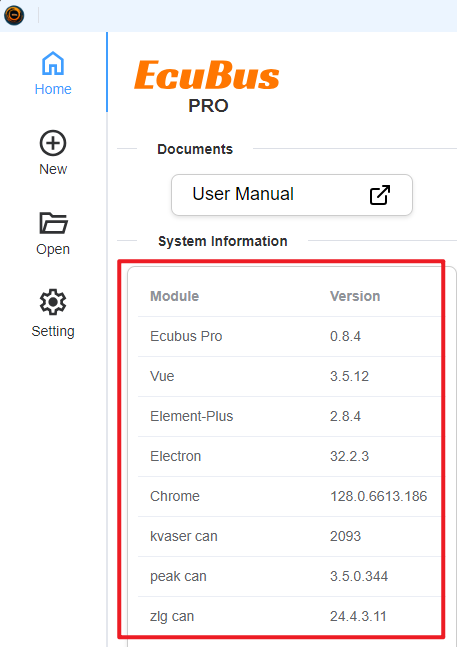 Home
New
Open
Setting
EcuBus
PRO
Documents
User Manual
System Information
Module Version
Ecubus Pro 0.8.4
Vue 3.5.12
Element-Plus 2.8.4
Electron 32.2.3
Chrome 128.0.6613.186
kvaser can 2093
peak can 3.5.0.344
zlg can 24.4.3.11